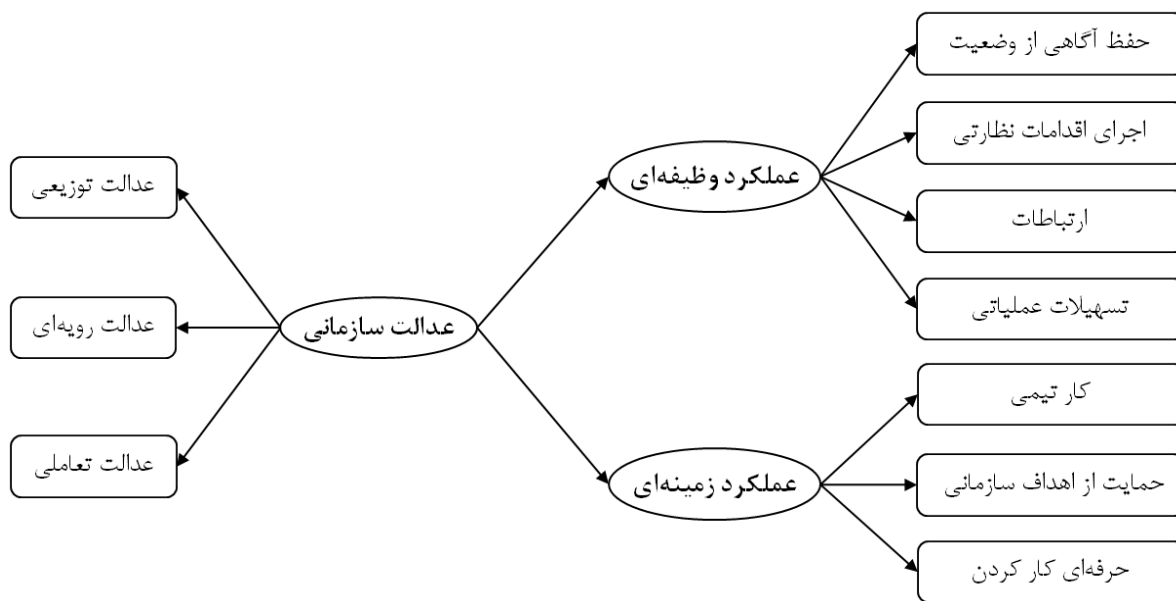 حفظ آگاهی از وضعیت
اجرای اقدامات نظارتی
ارتباطات
تسهیلات عملیاتی
عملکرد وظیفه‌ای
کار تیمی
حمایت از اهداف سازمانی
حرفه‌ای کار کردن
عملکرد زمینه‌ای
عدالت سازمانی
عدالت توزیعی
عدالت رویه‌ای
عدالت تعاملی